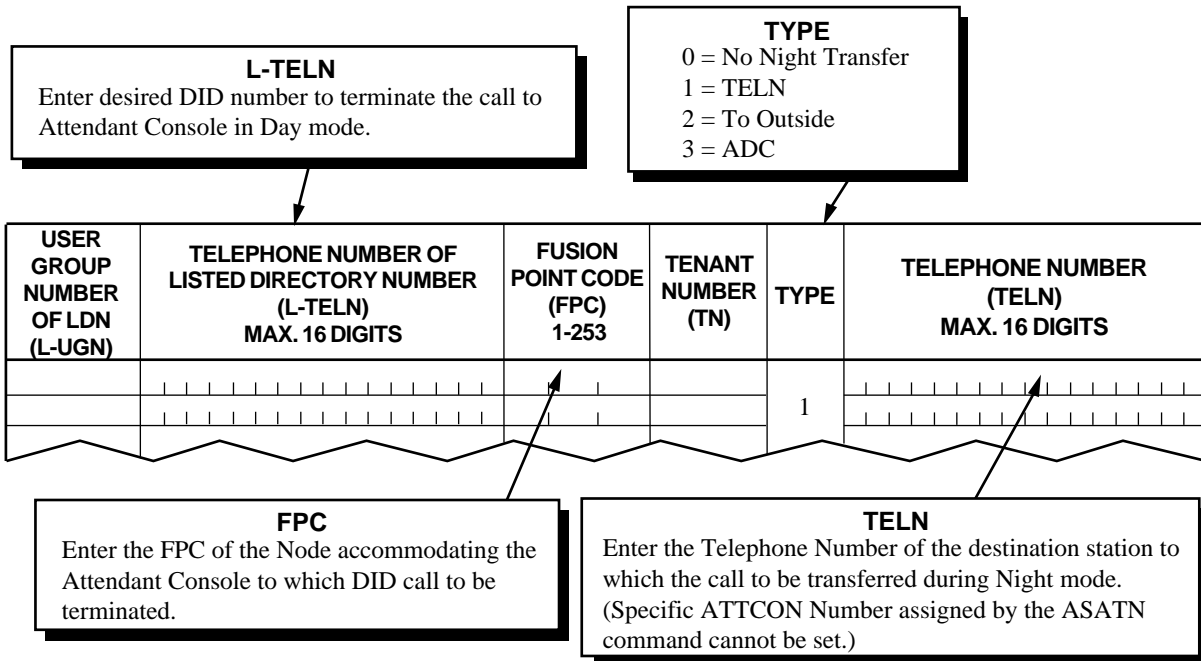 TYPE
0 = No Night Transfer
1 = TELN
2 = To Outside
3 = ADC
L-TELN
Enter desired DID number to terminate the call to
Attendant Console in Day mode.
USER
GROUP
NUMBER
OF LDN
(L-UGN)
TELEPHONE NUMBER OF
LISTED DIRECTORY NUMBER
(L-TELN)
MAX. 16 DIGITS
FUSION
POINT CODE
(FPC)
1-253
TENANT
NUMBER
(TN)
TYPE
TELEPHONE NUMBER
(TELN)
MAX. 16 DIGITS
1
FPC
Enter the FPC of the Node accommodating the
Attendant Console to which DID call to be
terminated.
TELN
Enter the Telephone Number of the destination station to
which the call to be transferred during Night mode.
(Specific ATTCON Number assigned by the ASATN
command cannot be set.)